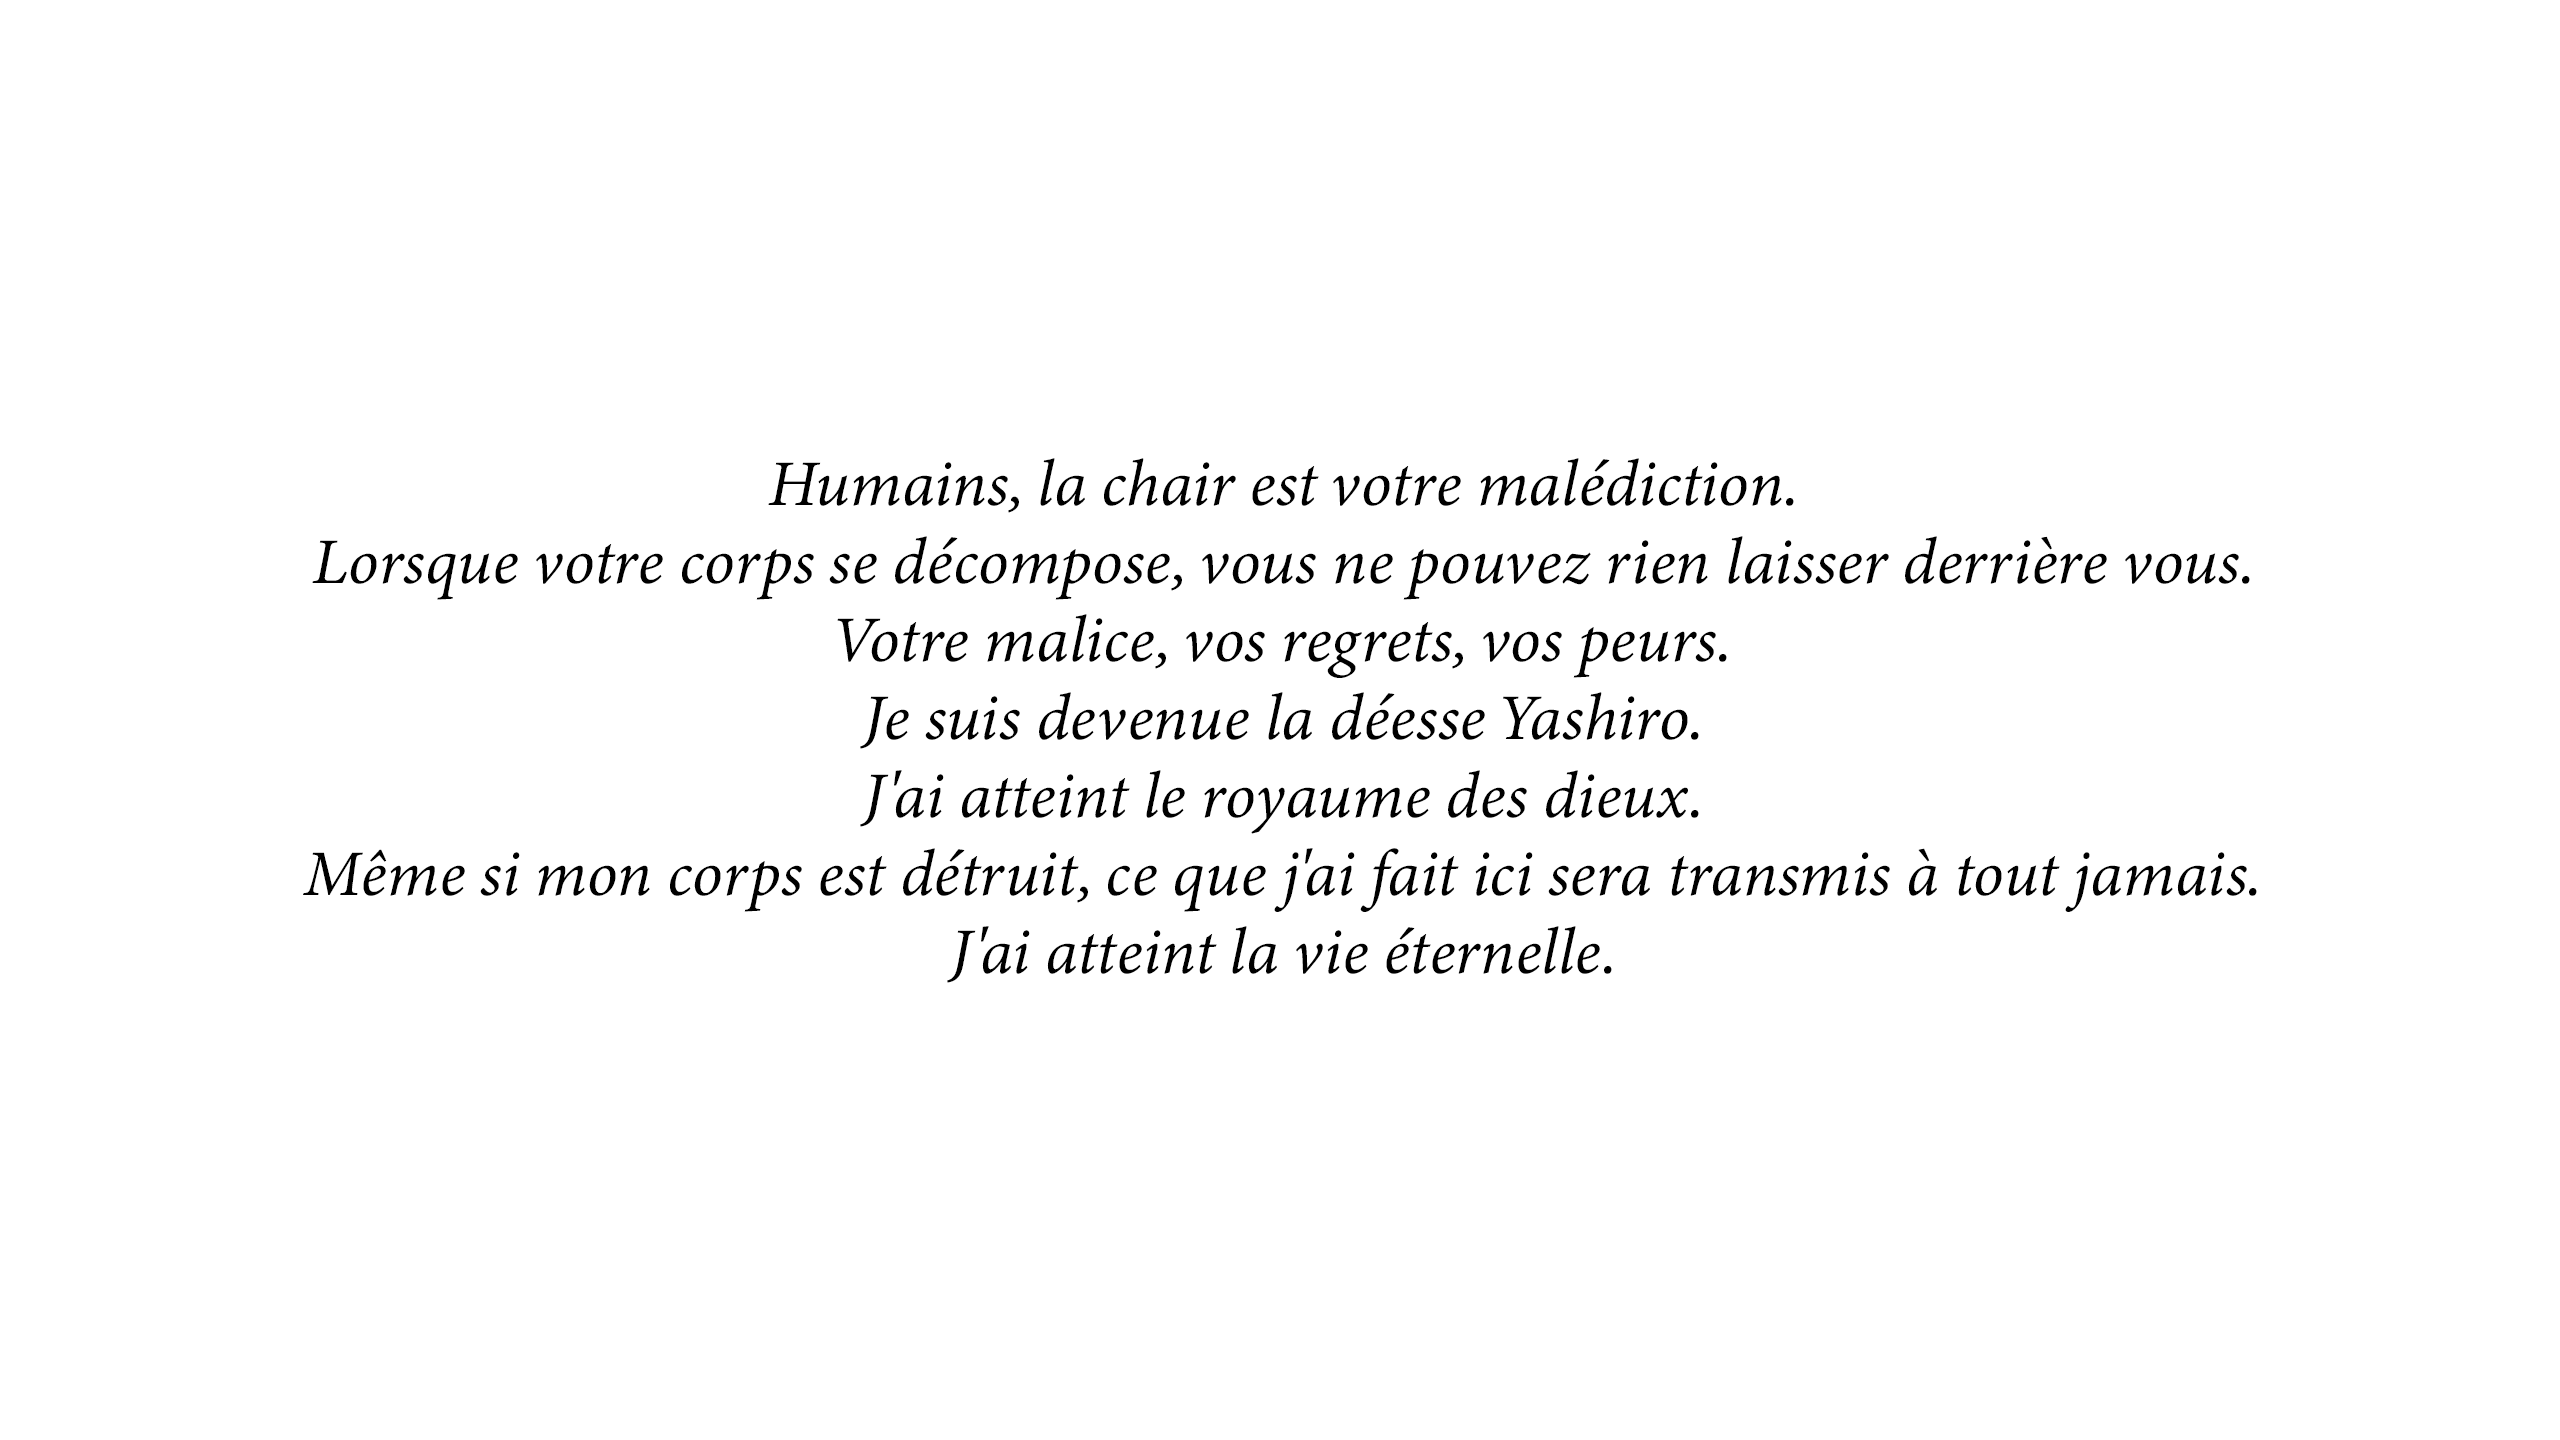 Humains, la chair est votre malédiction.
Lorsque votre corps se décompose, vous ne pouvez rien laisser derrière vous.
Votre malice, vos regrets, vos peurs.
Je suis devenue la déesse Yashiro.
J'ai atteint le royaume des dieux.
Même si mon corps est détruit, ce que j'ai fait ici sera transmis à tout jamais.
J'ai atteint la vie éternelle.